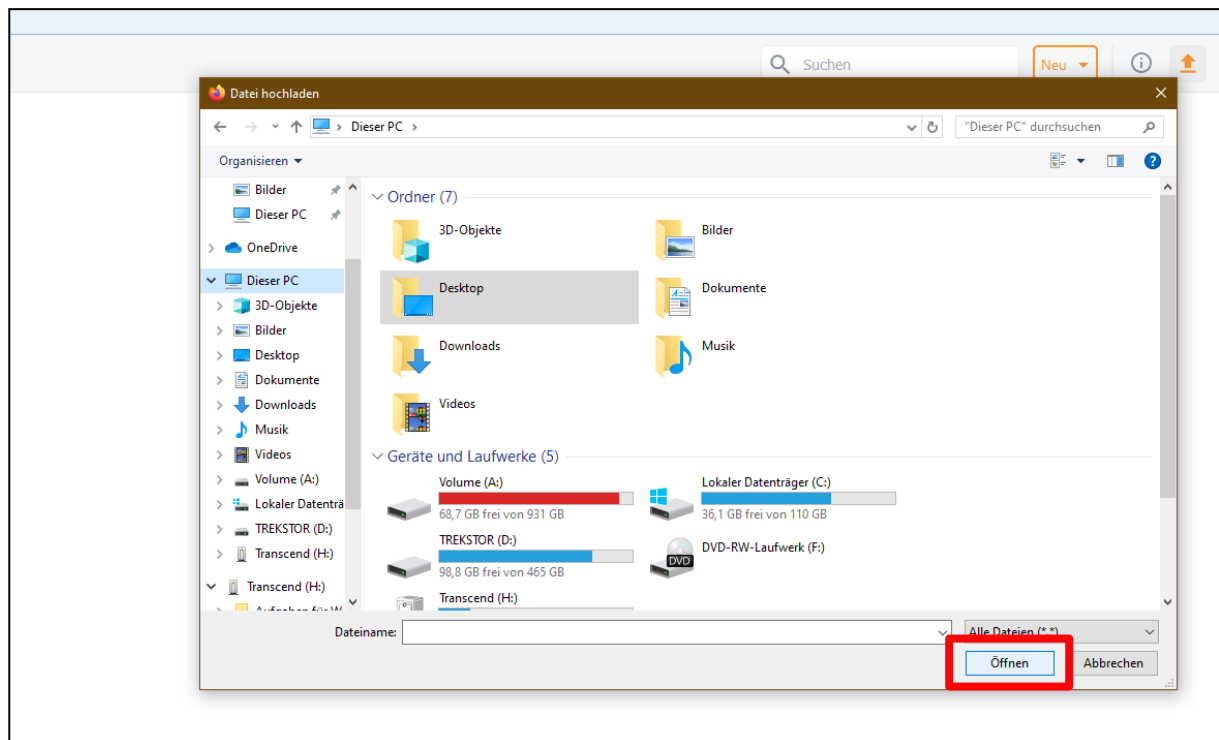 Suchen
Neu
Datei hochladen
Dieser PC
"Dieser PC" durchsuchen
Organisieren
Bilder
Dieser PC
OneDrive
Dieser PC
3D-Objekte
Bilder
Desktop
Dokumente
Downloads
Musik
Videos
Volume (A:)
Lokaler Datenträ
TREKSTOR (D:)
Transcend (H:)
Transcend (H:)
Ordner (7)
3D-Objekte
Bilder
Desktop
Dokumente
Downloads
Musik
Videos
Geräte und Laufwerke (5)
Volume (A:)
68,7 GB frei von 931 GB
Lokaler Datenträger (C:)
36,1 GB frei von 110 GB
TREKSTOR (D:)
98,8 GB frei von 465 GB
DVD-RW-Laufwerk (F:)
DVD
Transcend (H:)
Dateiname:
Alle Dateien (*.*)
Öffnen
Abbrechen